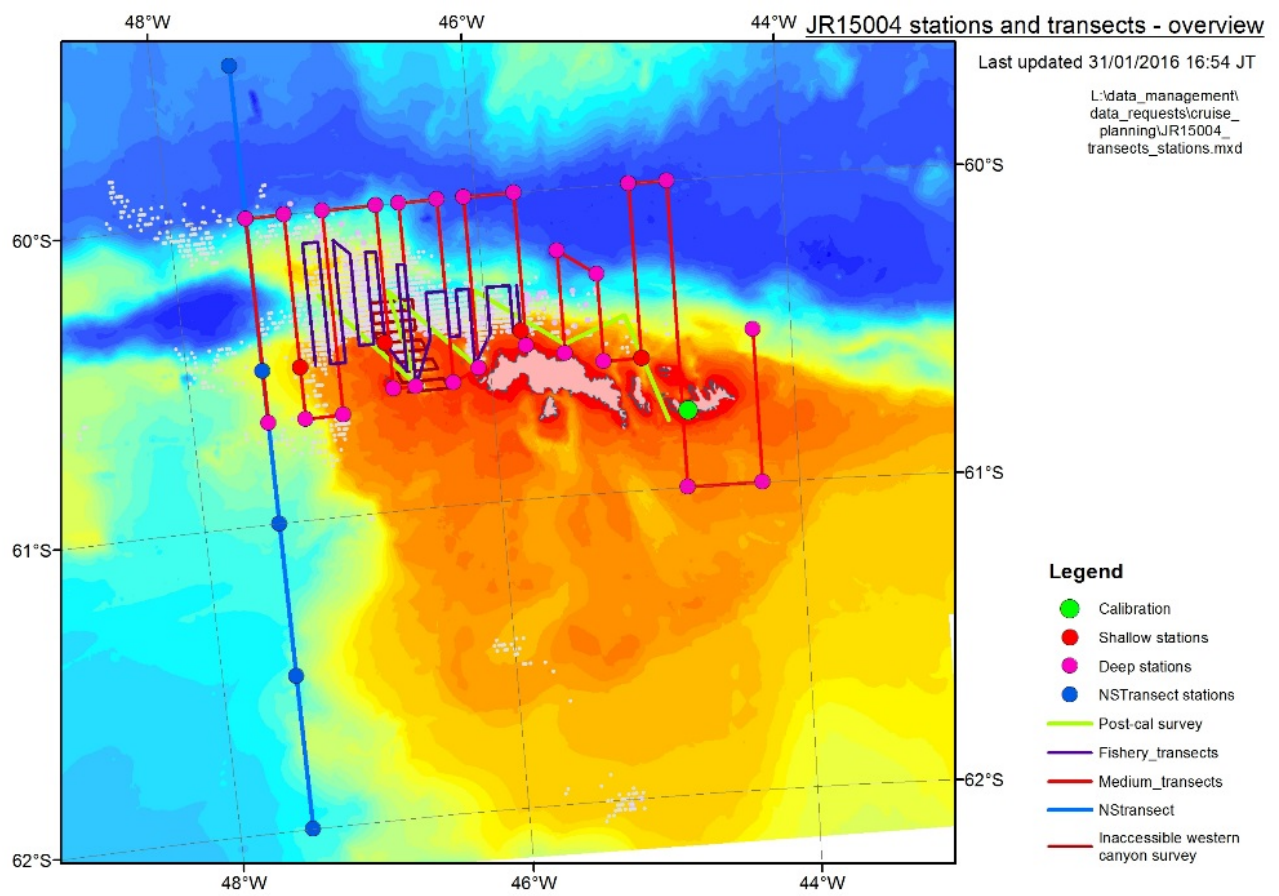 48°W 46°W 44°W
JR15004 stations and transects - overview
Last updated 31/01/2016 16:54 JT
L:\data_management\
data_requests\cruise_
planning\JR15004_
transects_stations.mxd
60°S
60°S
61°S
61°S
62°S
62°S
48°W 46°W 44°W
Legend
Calibration
Shallow stations
Deep stations
NSTransect stations
Post-cal survey
Fishery_transects
Medium_transects
NStransect
Inaccessible western
canyon survey